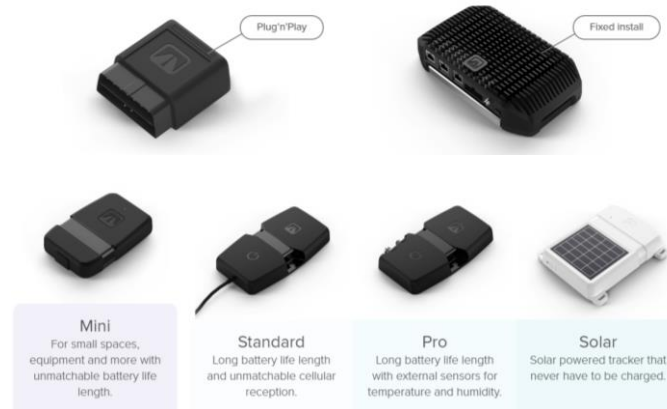 Plug'n'Play
Fixed install
Mini
For small spaces,
equipment and more with
unmatchable battery life
length.
Standard
Long battery life length
and unmatchable cellular
reception.
Pro
Long battery life length
with external sensors for
temperature and humidity.
Solar
Solar powered tracker that
never have to be charged.